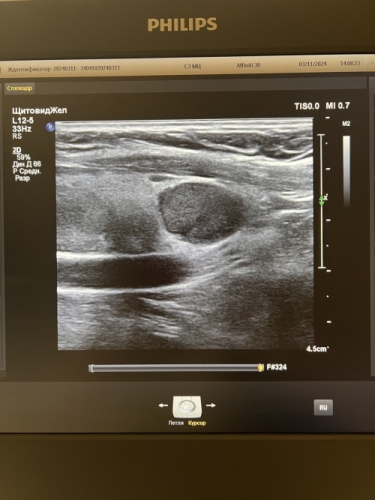 PHILIPS
TIS0.0 MI 0.7
ЩитовидЖел
L12-5
33Hz
RS
2D
59%
Дин Д 66
Р Средн.
Разр
M2
x
4.5cm
Стопкадр
F#324
Петля Курсор
RU